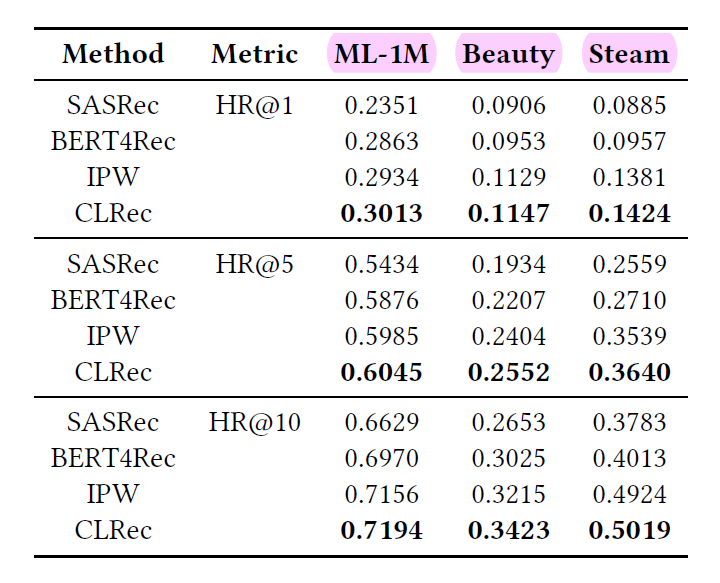 Method Metric ML-1M Beauty Steam
SASRec HR@1 0.2351 0.0906 0.0885
BERT4Rec 0.2863 0.0953 0.0957
IPW 0.2934 0.1129 0.1381
CLRec 0.3013 0.1147 0.1424
SASRec HR@5 0.5434 0.1934 0.2559
BERT4Rec 0.5876 0.2207 0.2710
IPW 0.5985 0.2404 0.3539
CLRec 0.6045 0.2552 0.3640
SASRec HR@10 0.6629 0.2653 0.3783
BERT4Rec 0.6970 0.3025 0.4013
IPW 0.7156 0.3215 0.4924
CLRec 0.7194 0.3423 0.5019